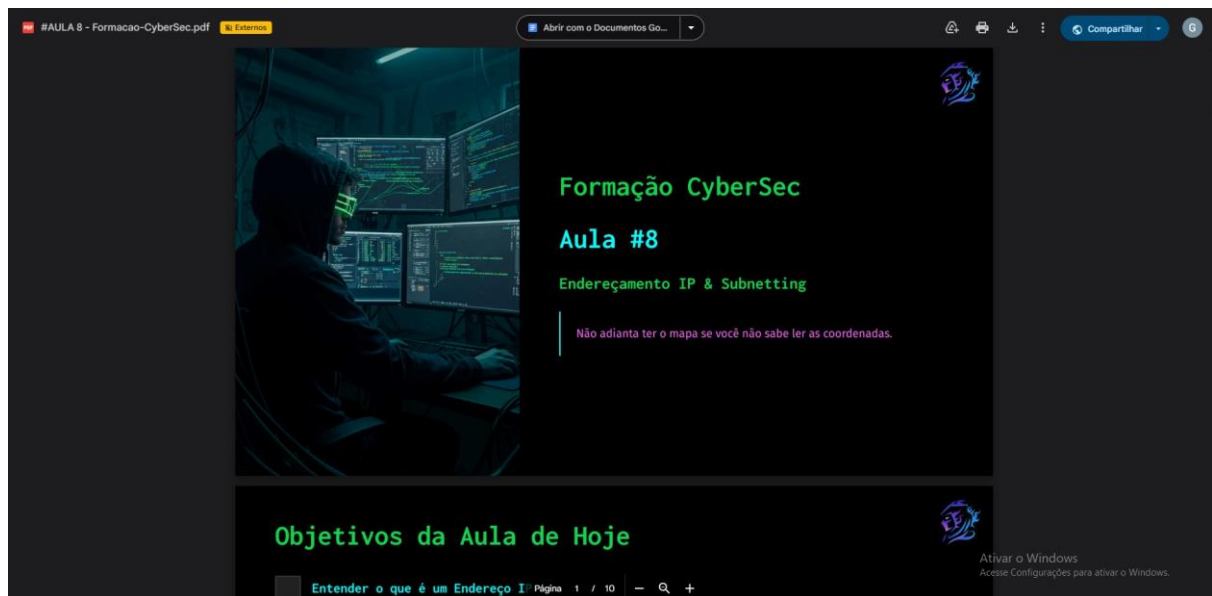 PDF
#AULA 8 - Formacao-CyberSec.pdf
Externos
Abrir com o Documentos Go...
Compartilhar
G
Formação CyberSec
Aula #8
Endereçamento IP & Subnetting
Não adianta ter o mapa se você não sabe ler as coordenadas.
Objetivos da Aula de Hoje
Entender o que é um Endereço IP
Página 1 / 10
Ativar o Windows
Acesse Configurações para ativar o Windows.